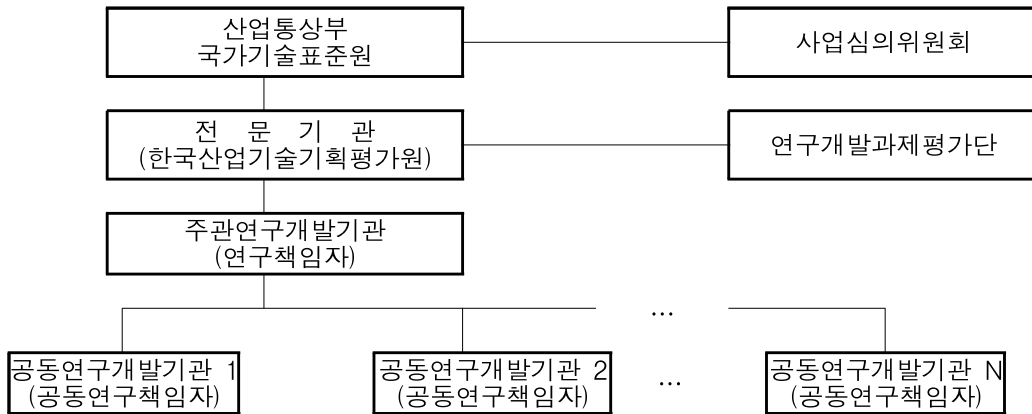 산업통상부
국가기술표준원
사업심의위원회
전 문 기 관
(한국산업기술기획평가원)
연구개발과제평가단
주관연구개발기관
(연구책임자)
...
공동연구개발기관 1
(공동연구책임자)
공동연구개발기관 2
(공동연구책임자)
...
공동연구개발기관 N
(공동연구책임자)